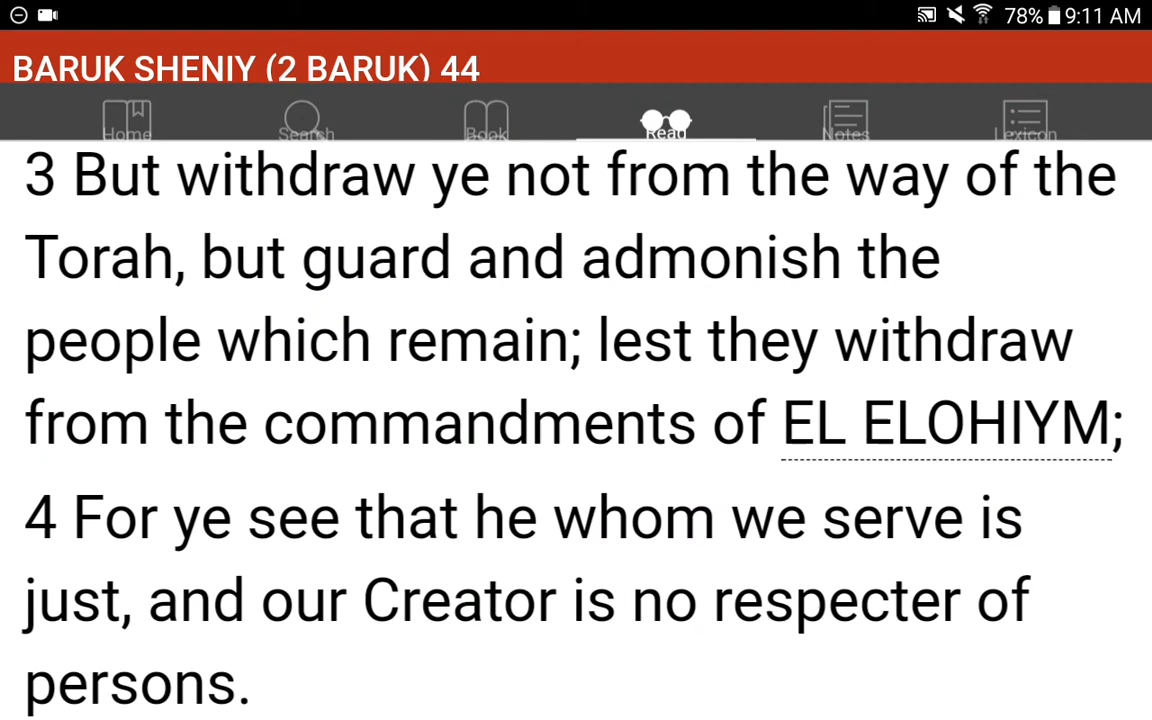 78% 9:11 AM
BARUK SHENIY (2 BARUK) 44
Home Search Book Read Notes Lexicon
3 But withdraw ye not from the way of the
Torah, but guard and admonish the
people which remain; lest they withdraw
from the commandments of EL ELOHIYM;
4 For ye see that he whom we serve is
just, and our Creator is no respecter of
persons.